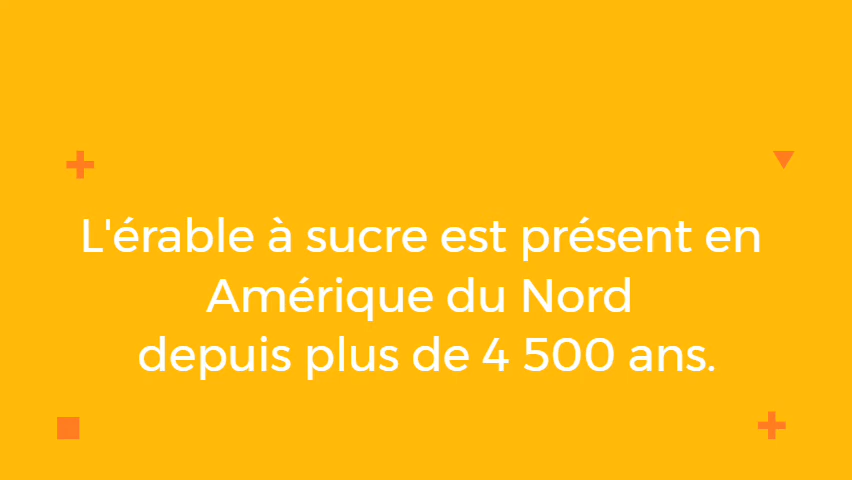 L'érable à sucre est présent en
Amérique du Nord
depuis plus de 4 500 ans.